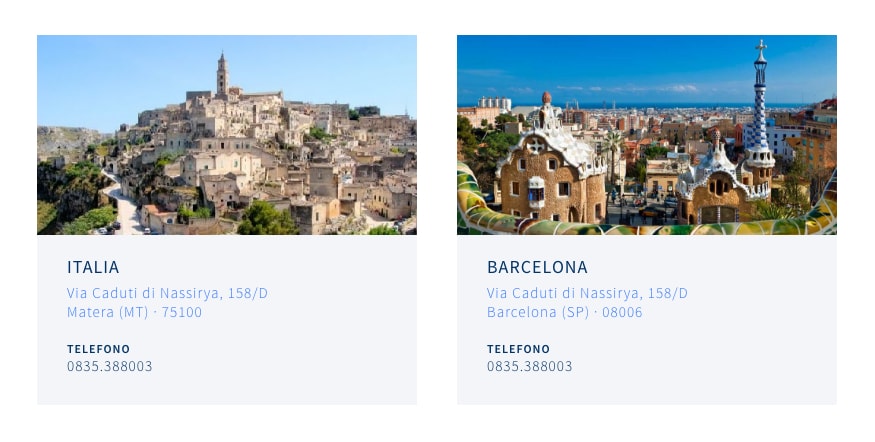 ITALIA
Via Caduti di Nassirya, 158/D
Matera (MT) · 75100
TELEFONO
0835.388003
BARCELONA
Via Caduti di Nassirya, 158/D
Barcelona (SP) · 08006
TELEFONO
0835.388003